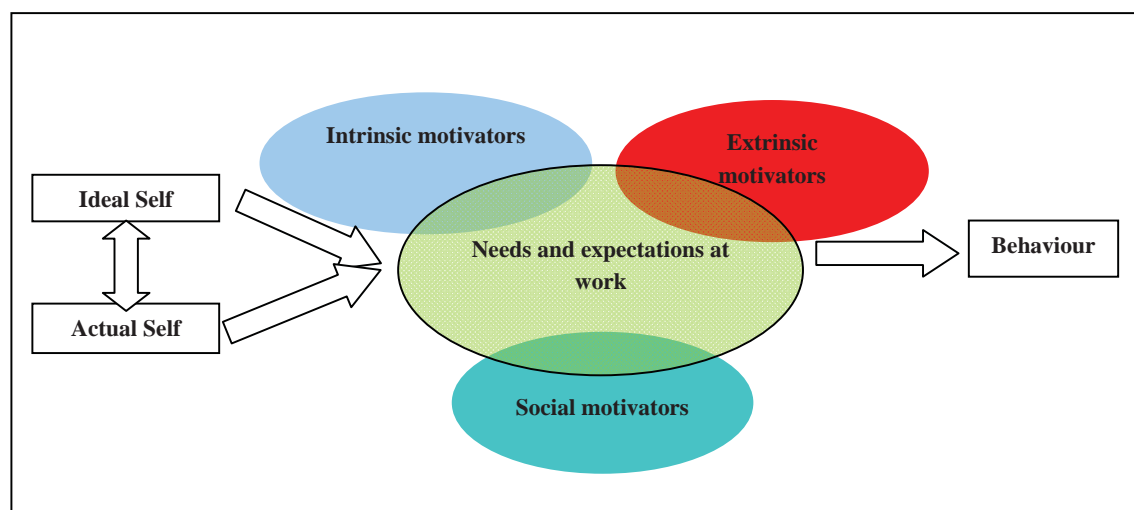 Intrinsic motivators
Extrinsic
motivators
Ideal Self
Needs and expectations at
work
Behaviour
Actual Self
Social motivators